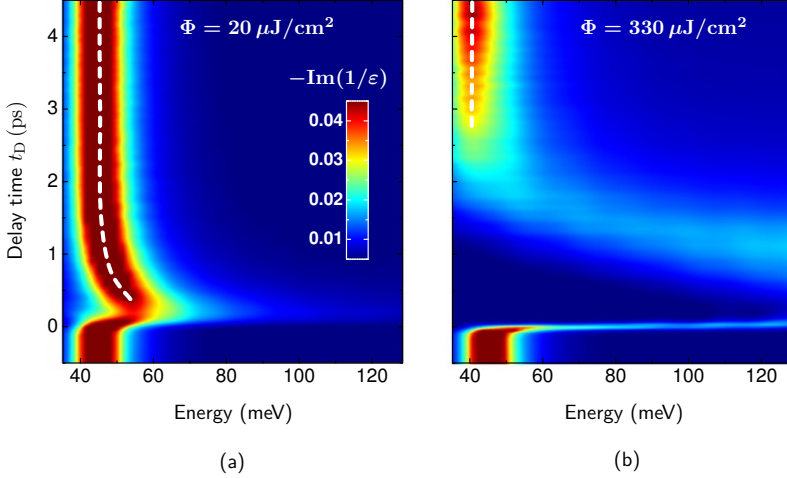 Φ = 20 μJ/cm²
Φ = 330 μJ/cm²
−Im(1/ε)
0.04
0.03
0.02
0.01
Delay time t_D (ps)
4
3
2
1
0
40 60 80 100 120
40 60 80 100 120
Energy (meV)
Energy (meV)
(a)
(b)